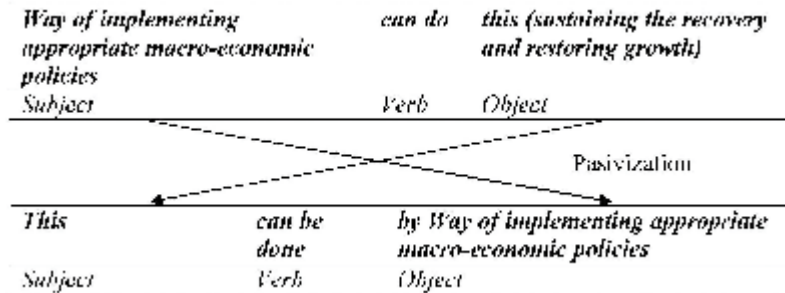 Way of implementing can do this (sustaining the recovery
appropriate macro-economic and restoring growth)
policies
Subject Verb Object
Pasivization
This can be by Way of implementing appropriate
done macro-economic policies
Subject Verb Object